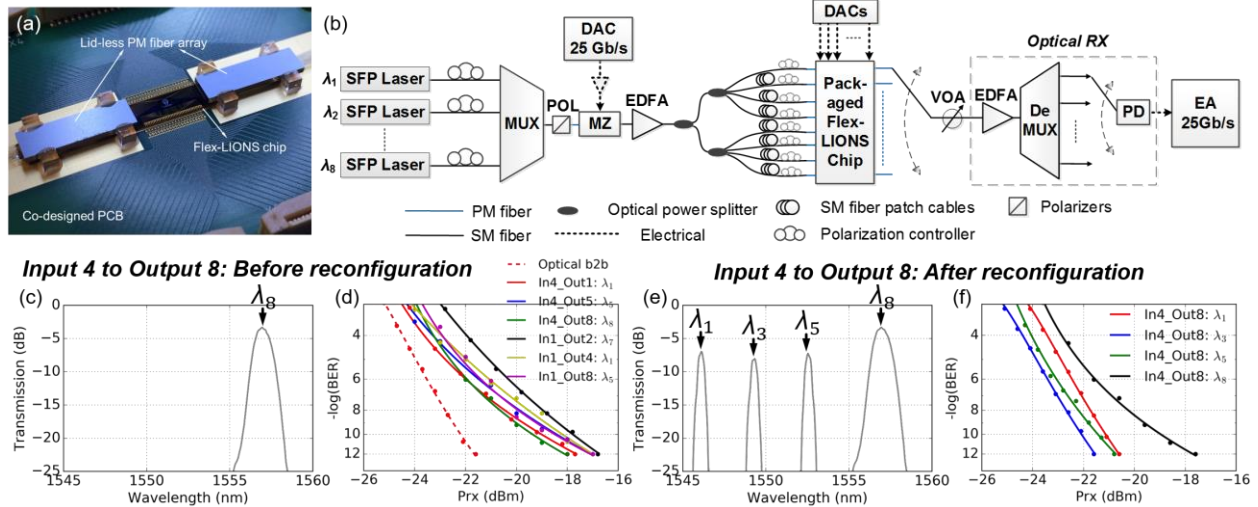 (a)
Lid-less PM fiber array
Flex-LIONS chip
Co-designed PCB
(b)
DAC
25 Gb/s
DACs
Optical RX
λ1 SFP Laser
λ2 SFP Laser
λ8 SFP Laser
MUX
POL
MZ
EDFA
Pack-
aged
Flex-
LIONS
Chip
VOA
EDFA
De
MUX
PD
EA
25Gb/s
PM fiber
SM fiber
Optical power splitter
Electrical
SM fiber patch cables
Polarization controller
Polarizers
Input 4 to Output 8: Before reconfiguration
(c)
λ8
Transmission (dB)
0
−5
−10
−15
−20
−25
1545 1550 1555 1560
Wavelength (nm)
(d)
Optical b2b
In4_Out1: λ1
In4_Out5: λ5
In4_Out8: λ8
In1_Out2: λ7
In1_Out4: λ1
In1_Out8: λ5
-log(BER)
2
4
6
8
10
12
−26 −24 −22 −20 −18 −16
Prx (dBm)
Input 4 to Output 8: After reconfiguration
(e)
λ1 λ3 λ5 λ8
Transmission (dB)
0
−5
−10
−15
−20
−25
1545 1550 1555 1560
Wavelength (nm)
(f)
In4_Out8: λ1
In4_Out8: λ3
In4_Out8: λ5
In4_Out8: λ8
-log(BER)
2
4
6
8
10
12
−26 −24 −22 −20 −18 −16
Prx (dBm)